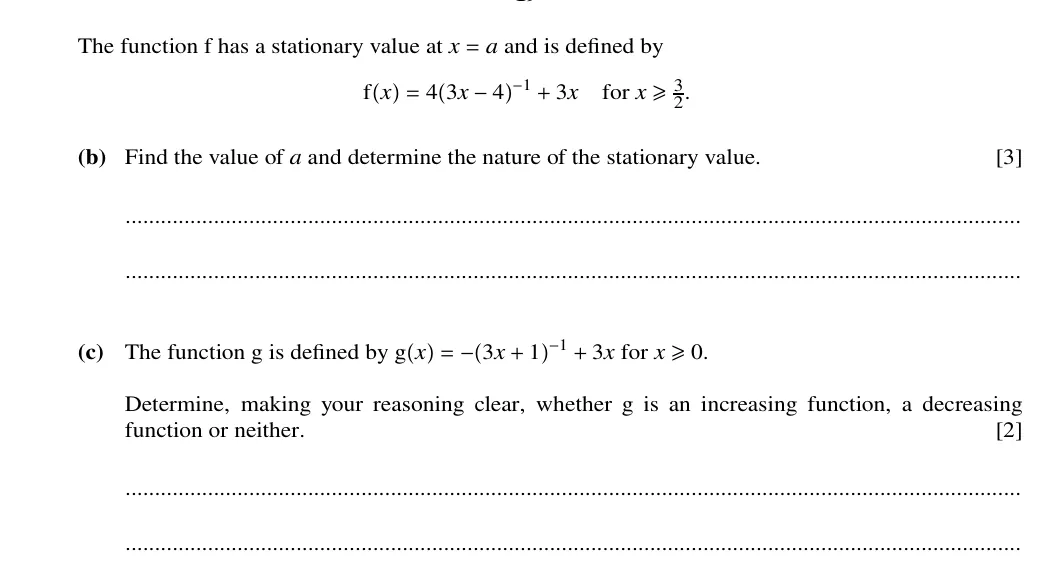 The function f has a stationary value at x = a and is defined by
f(x) = 4(3x − 4)⁻¹ + 3x for x ⩾ 3/2.
(b) Find the value of a and determine the nature of the stationary value. [3]
(c) The function g is defined by g(x) = −(3x + 1)⁻¹ + 3x for x ⩾ 0.
Determine, making your reasoning clear, whether g is an increasing function, a decreasing
function or neither. [2]